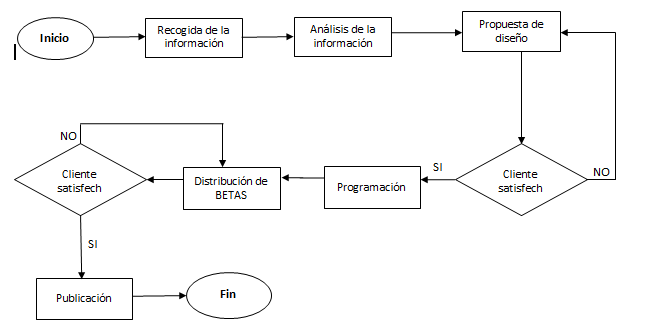 Inicio
Recogida de la
información
Análisis de la
información
Propuesta de
diseño
Cliente
satisfech
NO
SI
Programación
Distribución de
BETAS
NO
Cliente
satisfech
SI
Publicación
Fin